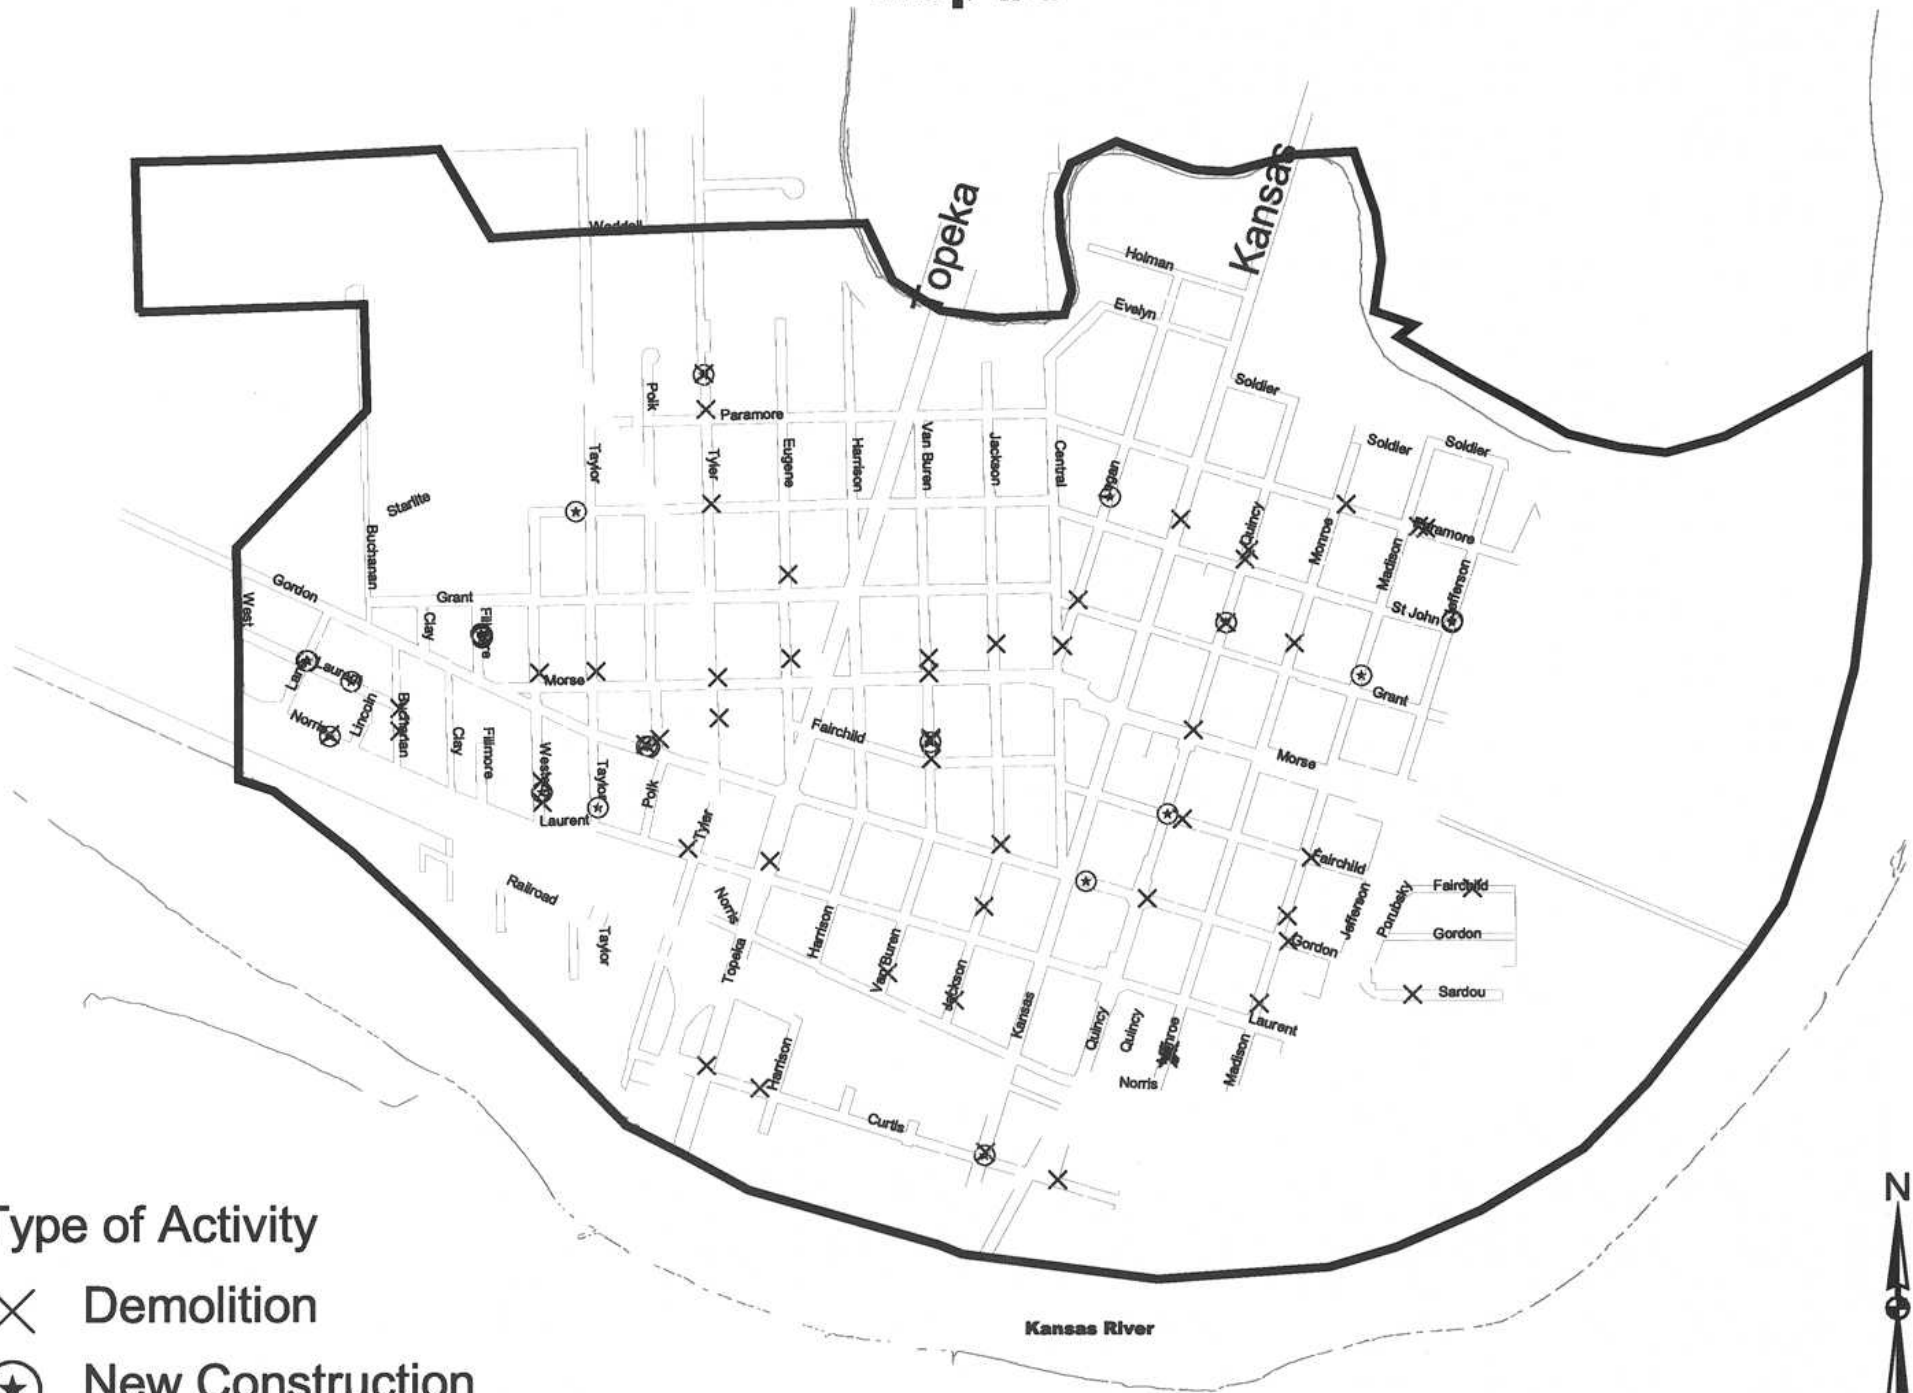 Kansas
Topeka
Waddell
Holman
Evelyn
Soldier
Polk
Paramore
Taylor
Tyler
Eugene
Harrison
Van Buren
Jackson
Central
Logan
Soldier
Soldier
Starlite
Quincy
Monroe
Paramore
Buchanan
Madison
Jefferson
Gordon
West
Grant
Clay
Fillmore
St John
Lane
Laurent
Morse
Grant
Lincoln
Norris
Buchanan
Clay
Fillmore
Western
Taylor
Fairchild
Morse
Polk
Laurent
Tyler
Fairchild
Railroad
Norris
Harrison
Jefferson
Porubsky
Fairchild
Taylor
Topeka
Van Buren
Gordon
Gordon
Jackson
Kansas
Sardou
Quincy
Quincy
Monroe
Laurent
Madison
Harrison
Norris
Curtis
Kansas River
N
Type of Activity
Demolition
New Construction